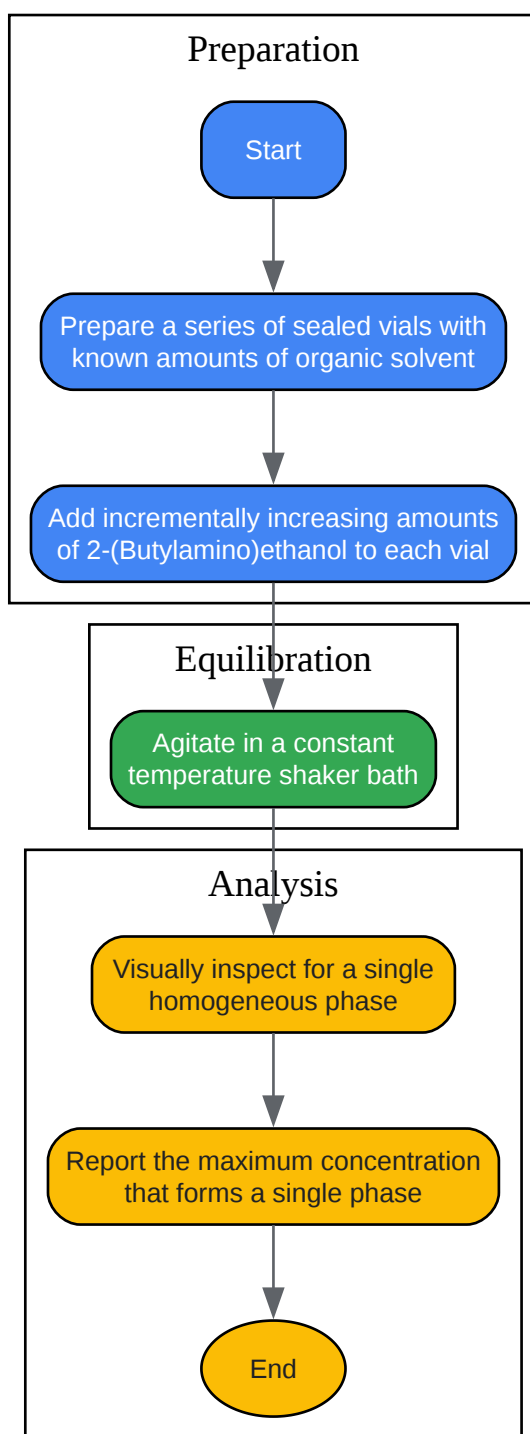 Preparation
Start
Prepare a series of sealed vials with
known amounts of organic solvent
Add incrementally increasing amounts
of 2-(Butylamino)ethanol to each vial
Equilibration
Agitate in a constant
temperature shaker bath
Analysis
Visually inspect for a single
homogeneous phase
Report the maximum concentration
that forms a single phase
End